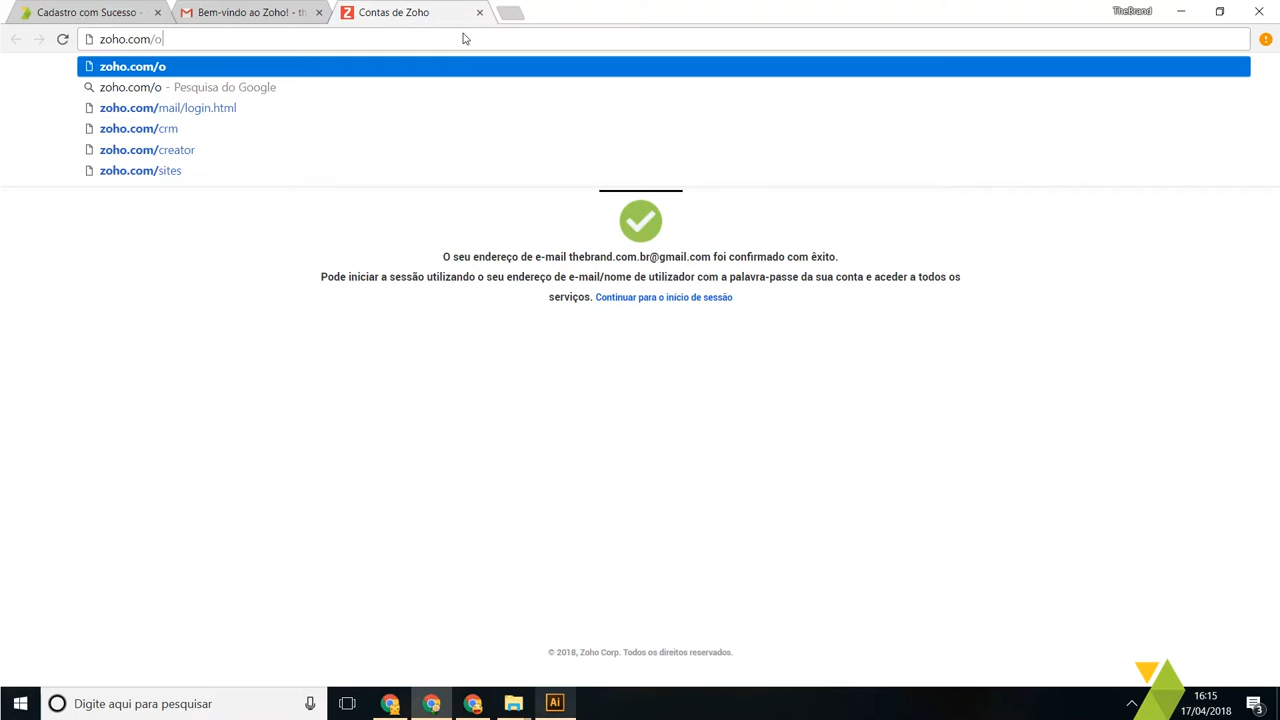 Cadastro com Sucesso -
Bem-vindo ao Zoho! - th
Contas de Zoho
TheBrand
zoho.com/o
zoho.com/o
zoho.com/o - Pesquisa do Google
zoho.com/mail/login.html
zoho.com/crm
zoho.com/creator
zoho.com/sites
O seu endereço de e-mail thebrand.com.br@gmail.com foi confirmado com êxito.
Pode iniciar a sessão utilizando o seu endereço de e-mail/nome de utilizador com a palavra-passe da sua conta e aceder a todos os
serviços. Continuar para o início de sessão
© 2018, Zoho Corp. Todos os direitos reservados.
Digite aqui para pesquisar
Ai
16:15
17/04/2018
3